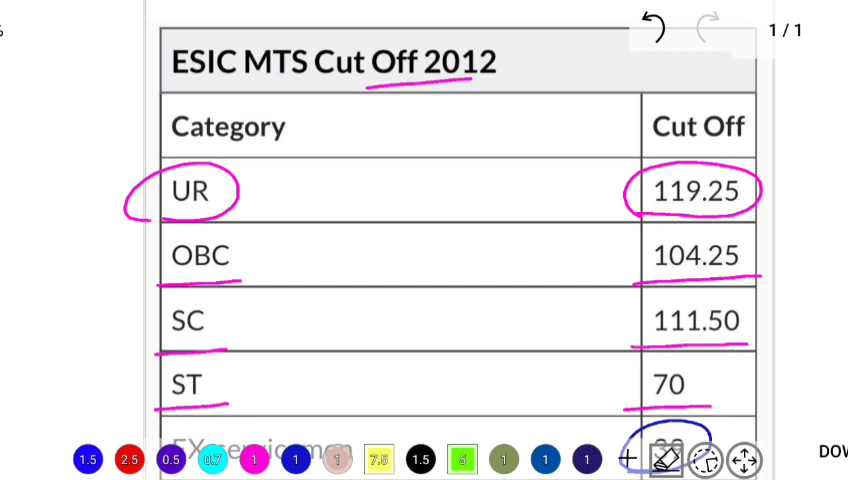 1 / 1
ESIC MTS Cut Off 2012
Category Cut Off
UR 119.25
OBC 104.25
SC 111.50
ST 70
1.5 2.5 0.5 0.7 1 1 1 7.5 1.5 5 1 1 1